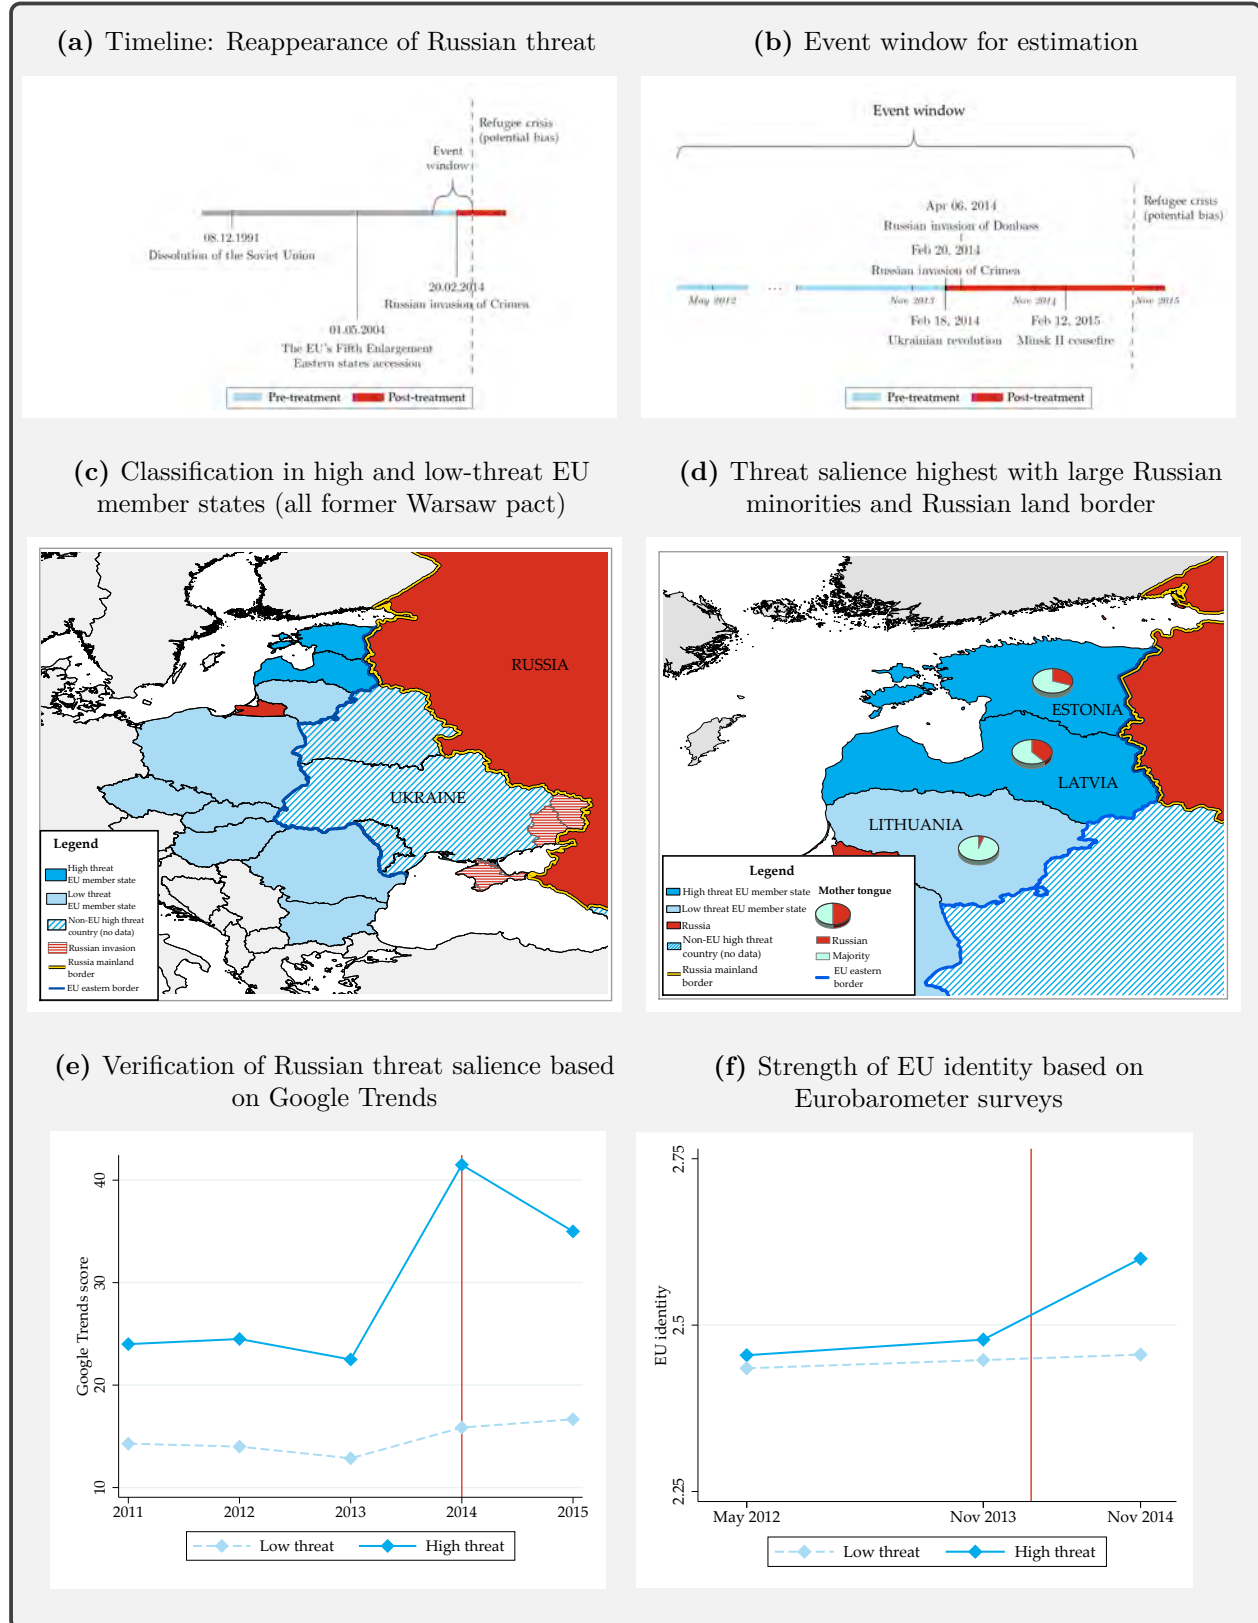 (a) Timeline: Reappearance of Russian threat
Refugee crisis
(potential bias)
Event
window
08.12.1991
Dissolution of the Soviet Union
20.02.2014
Russian invasion of Crimea
01.05.2004
The EU's Fifth Enlargement
Eastern states accession
Pre-treatment
Post-treatment
(b) Event window for estimation
Event window
Refugee crisis
(potential bias)
Apr 06, 2014
Russian invasion of Donbass
Feb 20, 2014
Russian invasion of Crimea
May 2012
...
Nov 2013
Nov 2014
Nov 2015
Feb 18, 2014
Ukrainian revolution
Feb 12, 2015
Minsk II ceasefire
Pre-treatment
Post-treatment
(c) Classification in high and low-threat EU
member states (all former Warsaw pact)
RUSSIA
UKRAINE
Legend
High threat
EU member state
Low threat
EU member state
Non-EU high threat
country (no data)
Russian invasion
Russia mainland
border
EU eastern border
(d) Threat salience highest with large Russian
minorities and Russian land border
ESTONIA
LATVIA
LITHUANIA
Legend
High threat EU member state
Low threat EU member state
Russia
Non-EU high threat
country (no data)
Russia mainland
border
Mother tongue
Russian
Majority
EU eastern
border
(e) Verification of Russian threat salience based
on Google Trends
Google Trends score
40
30
20
10
2011
2012
2013
2014
2015
Low threat
High threat
(f) Strength of EU identity based on
Eurobarometer surveys
EU identity
2.75
2.5
2.25
May 2012
Nov 2013
Nov 2014
Low threat
High threat